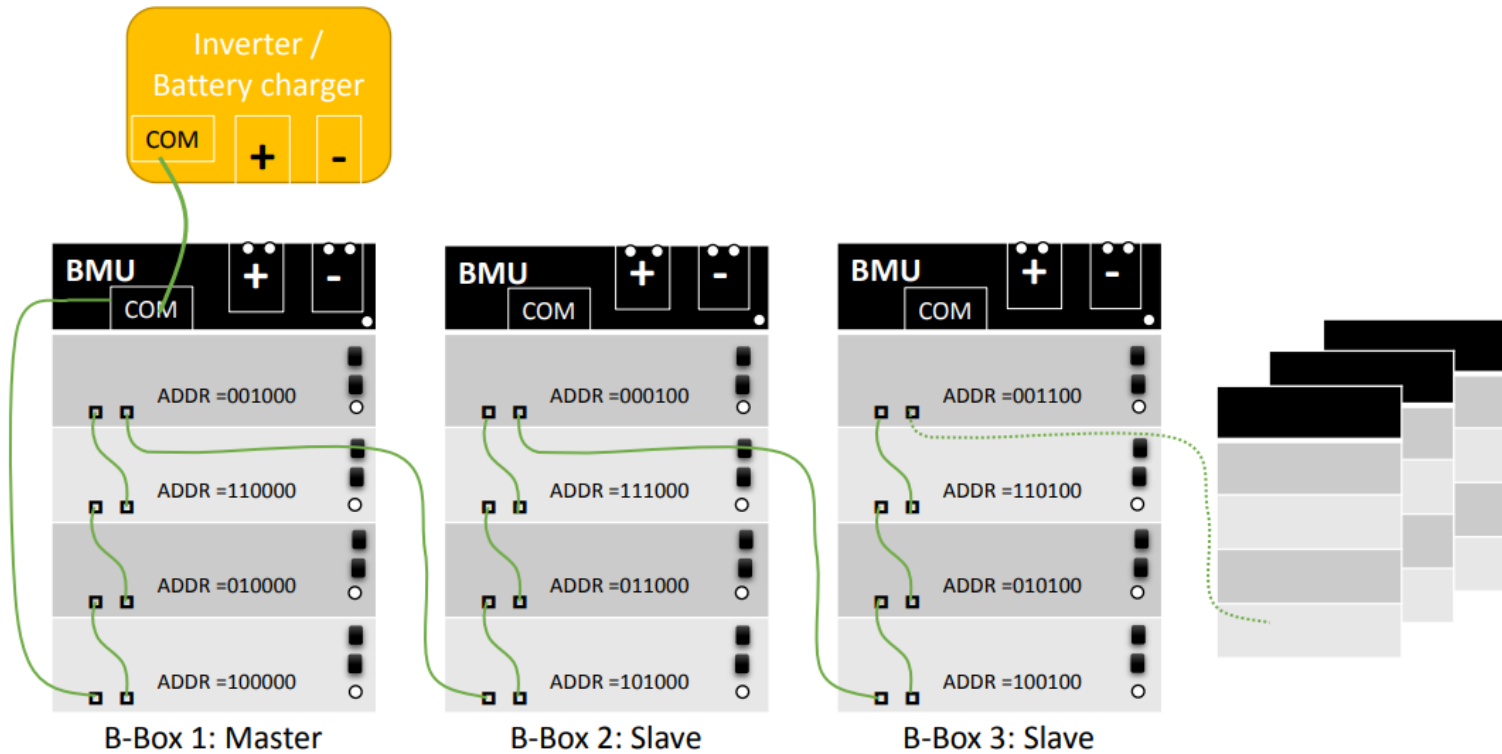 Inverter /
Battery charger
COM
+
-
BMU
+
-
COM
ADDR =001000
ADDR =110000
ADDR =010000
ADDR =100000
B-Box 1: Master
BMU
+
-
COM
ADDR =000100
ADDR =111000
ADDR =011000
ADDR =101000
B-Box 2: Slave
BMU
+
-
COM
ADDR =001100
ADDR =110100
ADDR =010100
ADDR =100100
B-Box 3: Slave